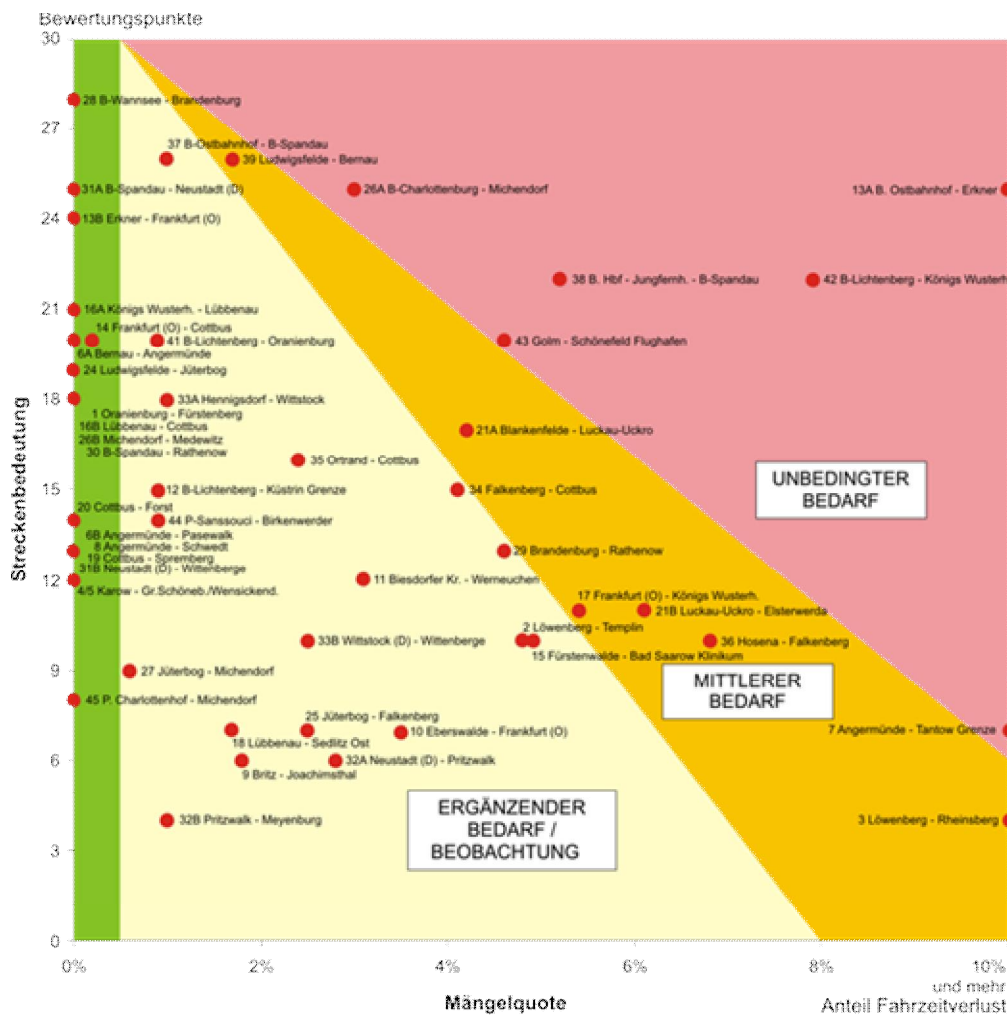 Bewertungspunkte
30
28 B-Wannsee - Brandenburg
27
37 B-Ostbahnhof - B-Spandau
39 Ludwigsfelde - Bernau
31A B-Spandau - Neustadt (D)
26A B-Charlottenburg - Michendorf
13A B. Ostbahnhof - Erkner
24
13B Erkner - Frankfurt (O)
38 B. Hbf - Jungfernh. - B-Spandau
42 B-Lichtenberg - Königs Wusterh
21
16A Königs Wusterh. - Lübbenau
14 Frankfurt (O) - Cottbus
41 B-Lichtenberg - Oranienburg
43 Golm - Schönefeld Flughafen
6A Bernau - Angermünde
24 Ludwigsfelde - Jüterbog
18
33A Hennigsdorf - Wittstock
1 Oranienburg - Fürstenberg
16B Lübbenau - Cottbus
26B Michendorf - Medewitz
30 B-Spandau - Rathenow
21A Blankenfelde - Luckau-Uckro
35 Ortrand - Cottbus
UNBEDINGTER
BEDARF
15
12 B-Lichtenberg - Küstrin Grenze
34 Falkenberg - Cottbus
20 Cottbus - Forst
44 P-Sanssouci - Birkenwerder
6B Angermünde - Pasewalk
8 Angermünde - Schwedt
19 Cottbus - Spremberg
31B Neustadt (D) - Wittenberge
29 Brandenburg - Rathenow
12
4/5 Karow - Gr.Schöneb./Wensickend.
11 Biesdorfer Kr. - Werneuchen
17 Frankfurt (O) - Königs Wusterh.
21B Luckau-Uckro - Elsterwerda
2 Löwenberg - Templin
33B Wittstock (D) - Wittenberge
36 Hosena - Falkenberg
15 Fürstenwalde - Bad Saarow Klinikum
9
27 Jüterbog - Michendorf
MITTLERER
BEDARF
45 P. Charlottenhof - Michendorf
25 Jüterbog - Falkenberg
10 Eberswalde - Frankfurt (O)
7 Angermünde - Tantow Grenze
18 Lübbenau - Sedlitz Ost
6
32A Neustadt (D) - Pritzwalk
9 Britz - Joachimsthal
ERGÄNZENDER
BEDARF /
BEOBACHTUNG
32B Pritzwalk - Meyenburg
3 Löwenberg - Rheinsberg
3
0
Streckenbedeutung
0%
2%
4%
6%
8%
10%
und mehr
Mängelquote
Anteil Fahrzeitverlust